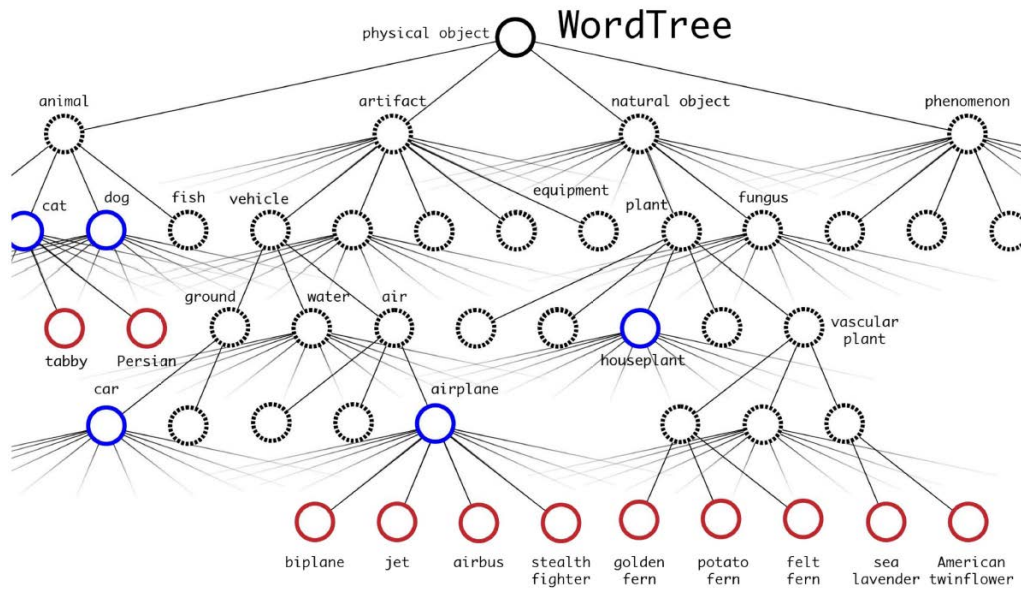 WordTree
physical object
animal
artifact
natural object
phenomenon
cat
dog
fish
vehicle
equipment
plant
fungus
ground
water
air
vascular
plant
tabby
Persian
houseplant
car
airplane
biplane
jet
airbus
stealth
fighter
golden
fern
potato
fern
felt
fern
sea
lavender
American
twinflower